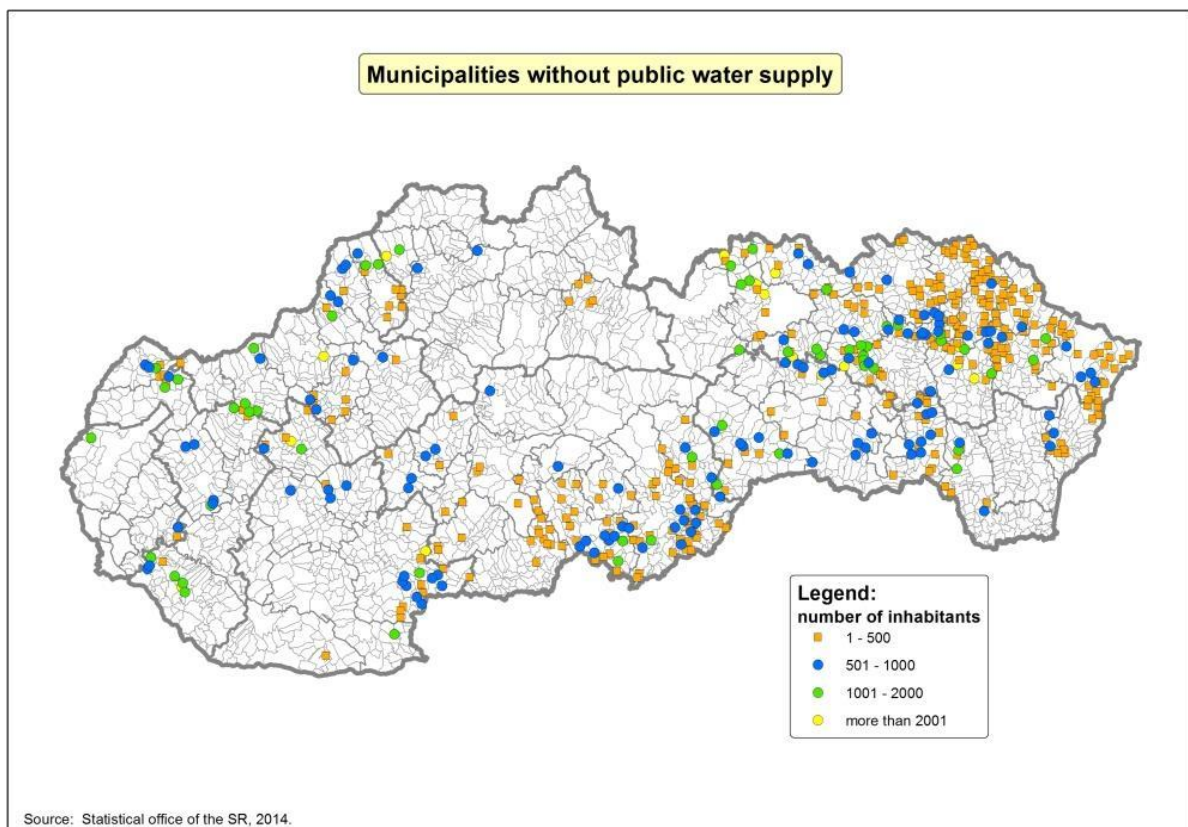 Municipalities without public water supply
Legend:
number of inhabitants
1 - 500
501 - 1000
1001 - 2000
more than 2001
Source: Statistical office of the SR, 2014.